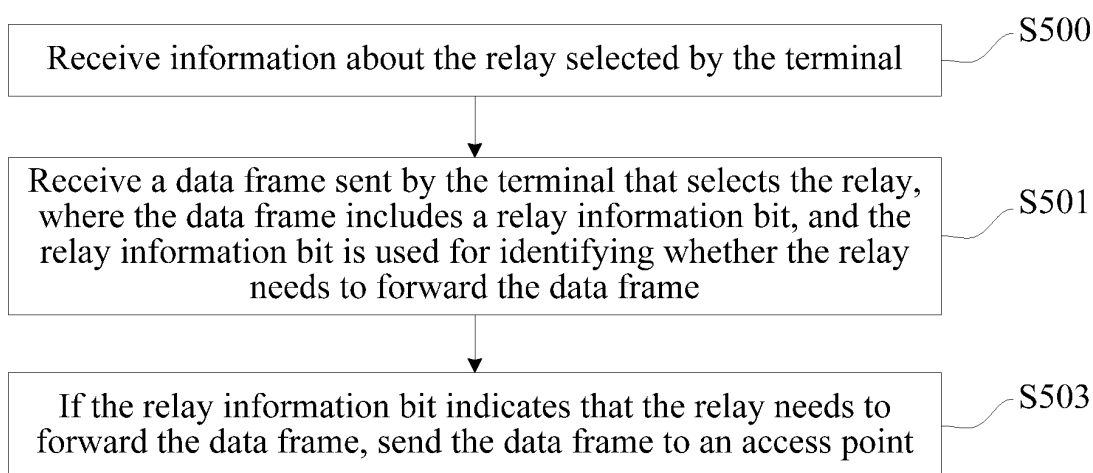 Receive information about the relay selected by the terminal
S500
Receive a data frame sent by the terminal that selects the relay,
where the data frame includes a relay information bit, and the
relay information bit is used for identifying whether the relay
needs to forward the data frame
S501
If the relay information bit indicates that the relay needs to
forward the data frame, send the data frame to an access point
S503